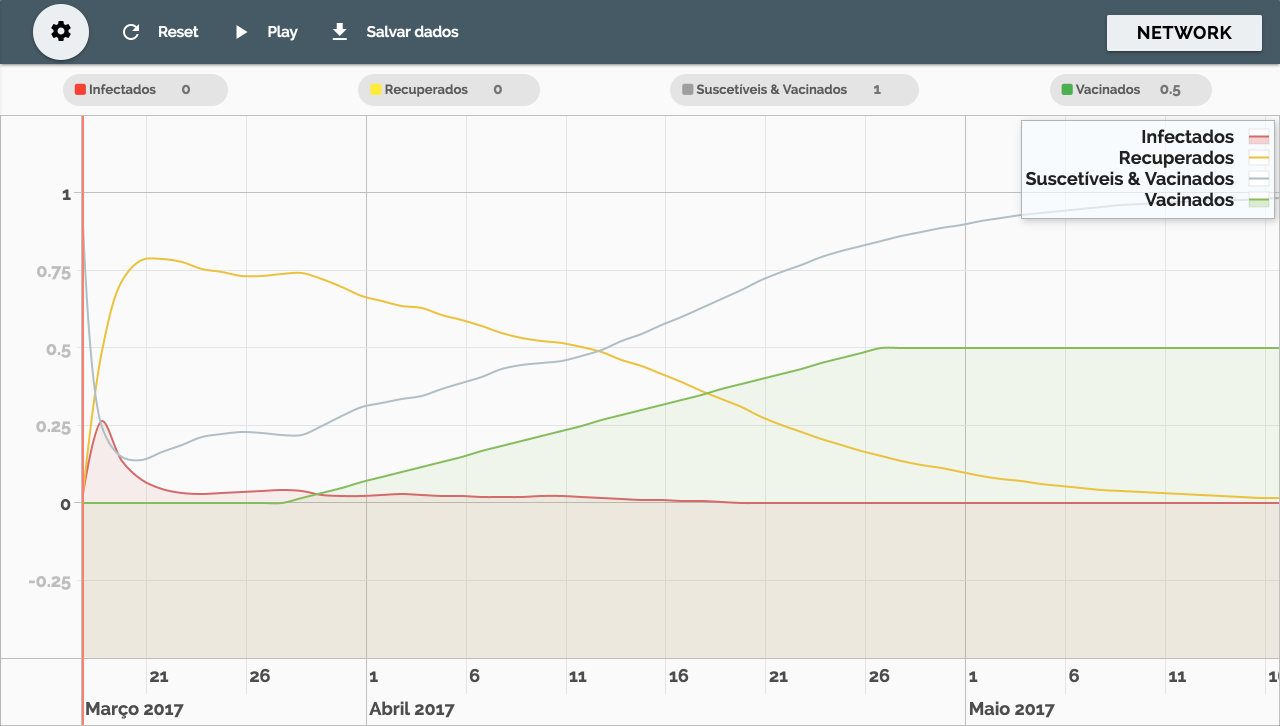 Reset Play Salvar dados NETWORK
Infectados 0 Recuperados 0 Suscetíveis & Vacinados 1 Vacinados 0.5
Infectados
Recuperados
Suscetíveis & Vacinados
Vacinados
1
0.75
0.5
0.25
0
-0.25
21 26 1 6 11 16 21 26 1 6 11
Março 2017 Abril 2017 Maio 2017